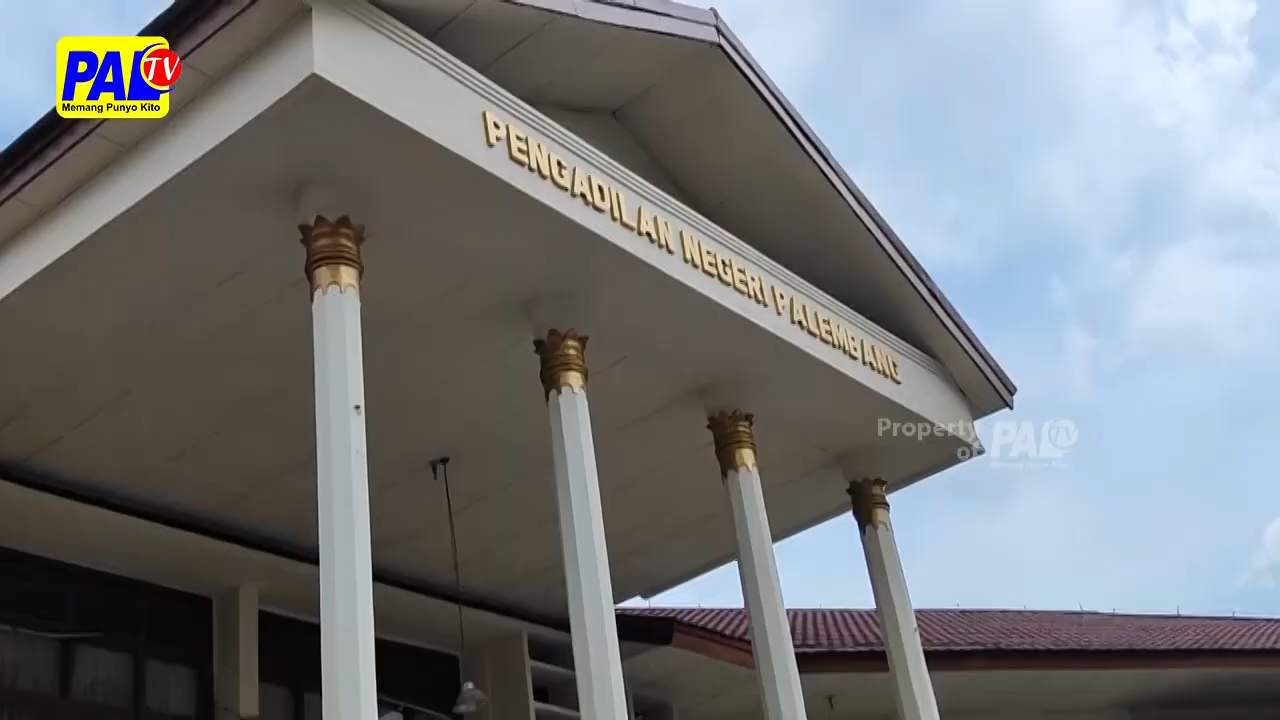 PAL TV
Memang Punyo Kito
PENGADILAN NEGERI PALEMBANG
Property
of PAL TV